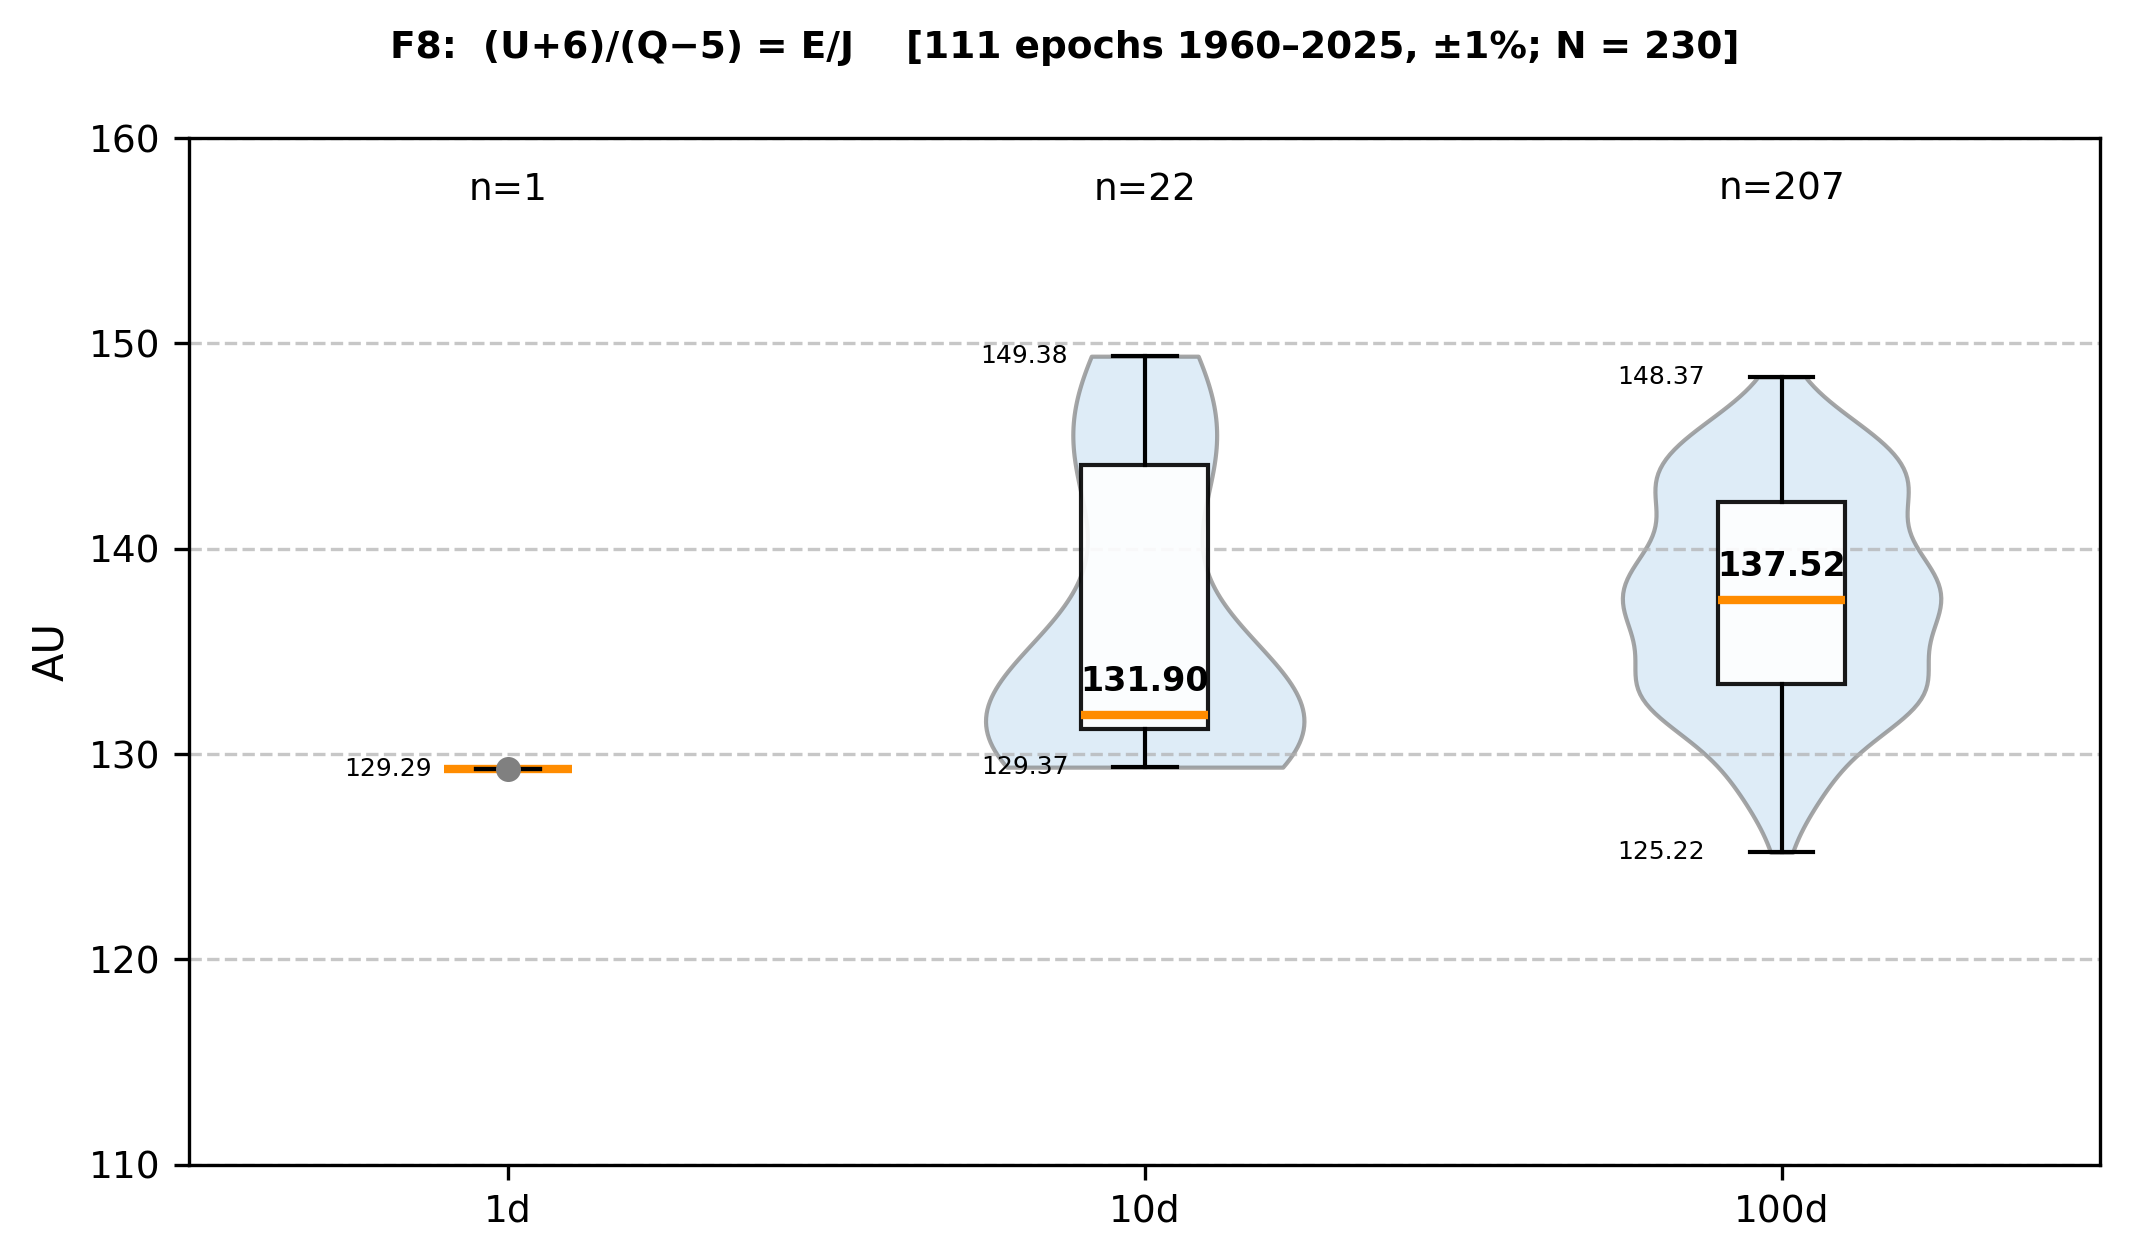 F8:  (U+6)/(Q−5) = E/J    [111 epochs 1960–2025, ±1%; N = 230]
160
n=1
n=22
n=207
150
149.38
148.37
140
137.52
AU
131.90
130
129.29
129.37
125.22
120
110
1d
10d
100d